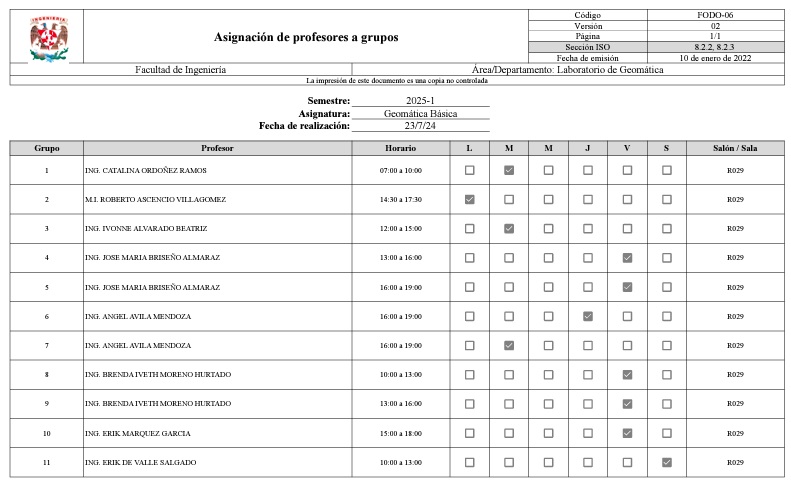 INGENIERIA
Asignación de profesores a grupos
Código FODO-06
Versión 02
Página 1/1
Sección ISO 8.2.2, 8.2.3
Fecha de emisión 10 de enero de 2022
Facultad de Ingeniería Área/Departamento: Laboratorio de Geomática
La impresión de este documento es una copia no controlada
Semestre: 2025-1
Asignatura: Geomática Básica
Fecha de realización: 23/7/24
Grupo Profesor Horario L M M J V S Salón / Sala
1 ING. CATALINA ORDOÑEZ RAMOS 07:00 a 10:00 R029
2 M.I. ROBERTO ASCENCIO VILLAGOMEZ 14:30 a 17:30 R029
3 ING. IVONNE ALVARADO BEATRIZ 12:00 a 15:00 R029
4 ING. JOSE MARIA BRISEÑO ALMARAZ 13:00 a 16:00 R029
5 ING. JOSE MARIA BRISEÑO ALMARAZ 16:00 a 19:00 R029
6 ING. ANGEL AVILA MENDOZA 16:00 a 19:00 R029
7 ING. ANGEL AVILA MENDOZA 16:00 a 19:00 R029
8 ING. BRENDA IVETH MORENO HURTADO 10:00 a 13:00 R029
9 ING. BRENDA IVETH MORENO HURTADO 13:00 a 16:00 R029
10 ING. ERIK MARQUEZ GARCIA 15:00 a 18:00 R029
11 ING. ERIK DE VALLE SALGADO 10:00 a 13:00 R029